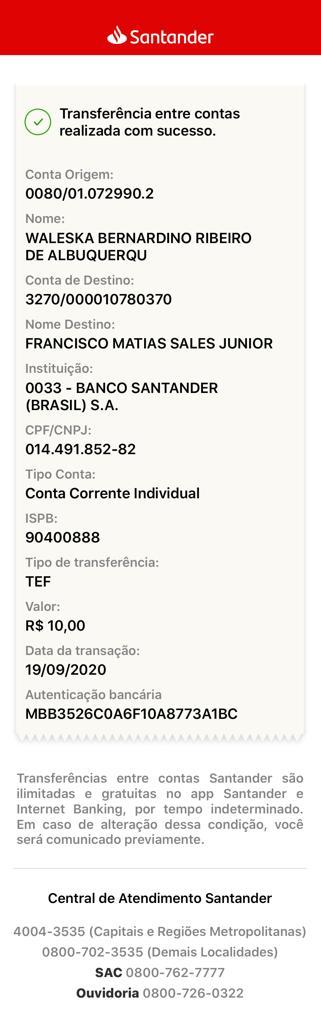 Santander
Transferência entre contas
realizada com sucesso.
Conta Origem:
0080/01.072990.2
Nome:
WALESKA BERNARDINO RIBEIRO
DE ALBUQUERQU
Conta de Destino:
3270/000010780370
Nome Destino:
FRANCISCO MATIAS SALES JUNIOR
Instituição:
0033 - BANCO SANTANDER
(BRASIL) S.A.
CPF/CNPJ:
014.491.852-82
Tipo Conta:
Conta Corrente Individual
ISPB:
90400888
Tipo de transferência:
TEF
Valor:
R$ 10,00
Data da transação:
19/09/2020
Autenticação bancária
MBB3526C0A6F10A8773A1BC
Transferências entre contas Santander são
ilimitadas e gratuitas no app Santander e
Internet Banking, por tempo indeterminado.
Em caso de alteração dessa condição, você
será comunicado previamente.
Central de Atendimento Santander
4004-3535 (Capitais e Regiões Metropolitanas)
0800-702-3535 (Demais Localidades)
SAC 0800-762-7777
Ouvidoria 0800-726-0322